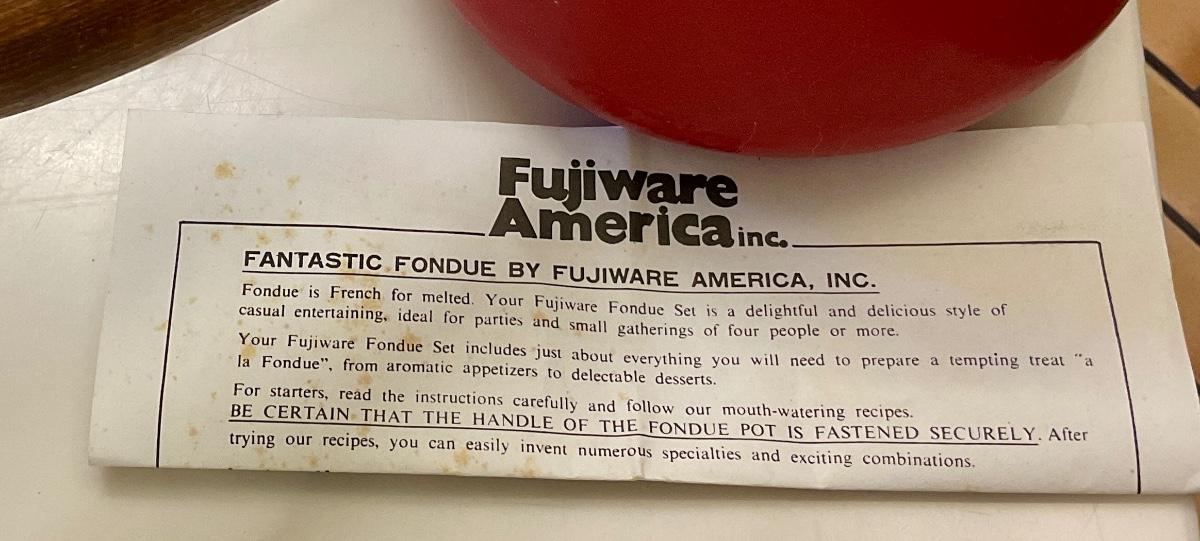 Fujiware
America inc.
FANTASTIC FONDUE BY FUJIWARE AMERICA, INC.
Fondue is French for melted. Your Fujiware Fondue Set is a delightful and delicious style of
casual entertaining, ideal for parties and small gatherings of four people or more.
Your Fujiware Fondue Set includes just about everything you will need to prepare a tempting treat "a
la Fondue", from aromatic appetizers to delectable desserts.
For starters, read the instructions carefully and follow our mouth-watering recipes.
BE CERTAIN THAT THE HANDLE OF THE FONDUE POT IS FASTENED SECURELY. After
trying our recipes, you can easily invent numerous specialties and exciting combinations.